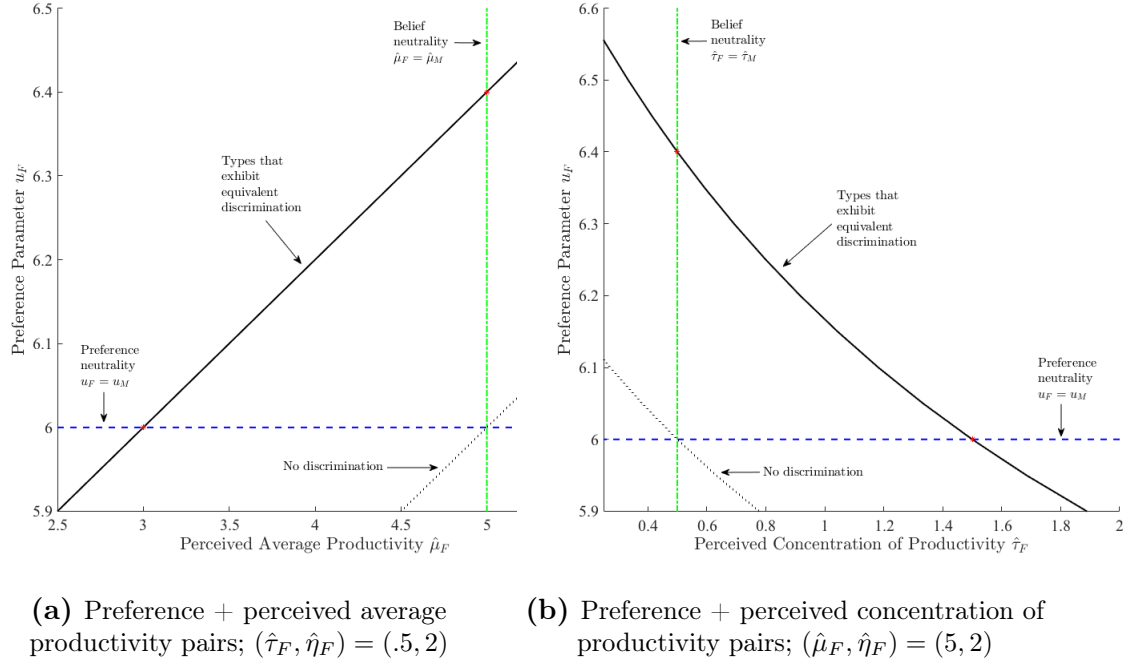 6.5
6.4
6.3
6.2
6.1
6
5.9
2.5
3
3.5
4
4.5
5
Preference Parameter u_F
Perceived Average Productivity μ̂_F
Belief
neutrality
μ̂_F = μ̂_M
Types that
exhibit
equivalent
discrimination
Preference
neutrality
u_F = u_M
No discrimination
6.6
6.5
6.4
6.3
6.2
6.1
6
5.9
0.4
0.6
0.8
1
1.2
1.4
1.6
1.8
2
Preference Parameter u_F
Perceived Concentration of Productivity τ̂_F
Belief
neutrality
τ̂_F = τ̂_M
Types that
exhibit
equivalent
discrimination
Preference
neutrality
u_F = u_M
No discrimination
(a) Preference + perceived average
productivity pairs; (τ̂_F, η̂_F) = (.5, 2)
(b) Preference + perceived concentration of
productivity pairs; (μ̂_F, η̂_F) = (5, 2)